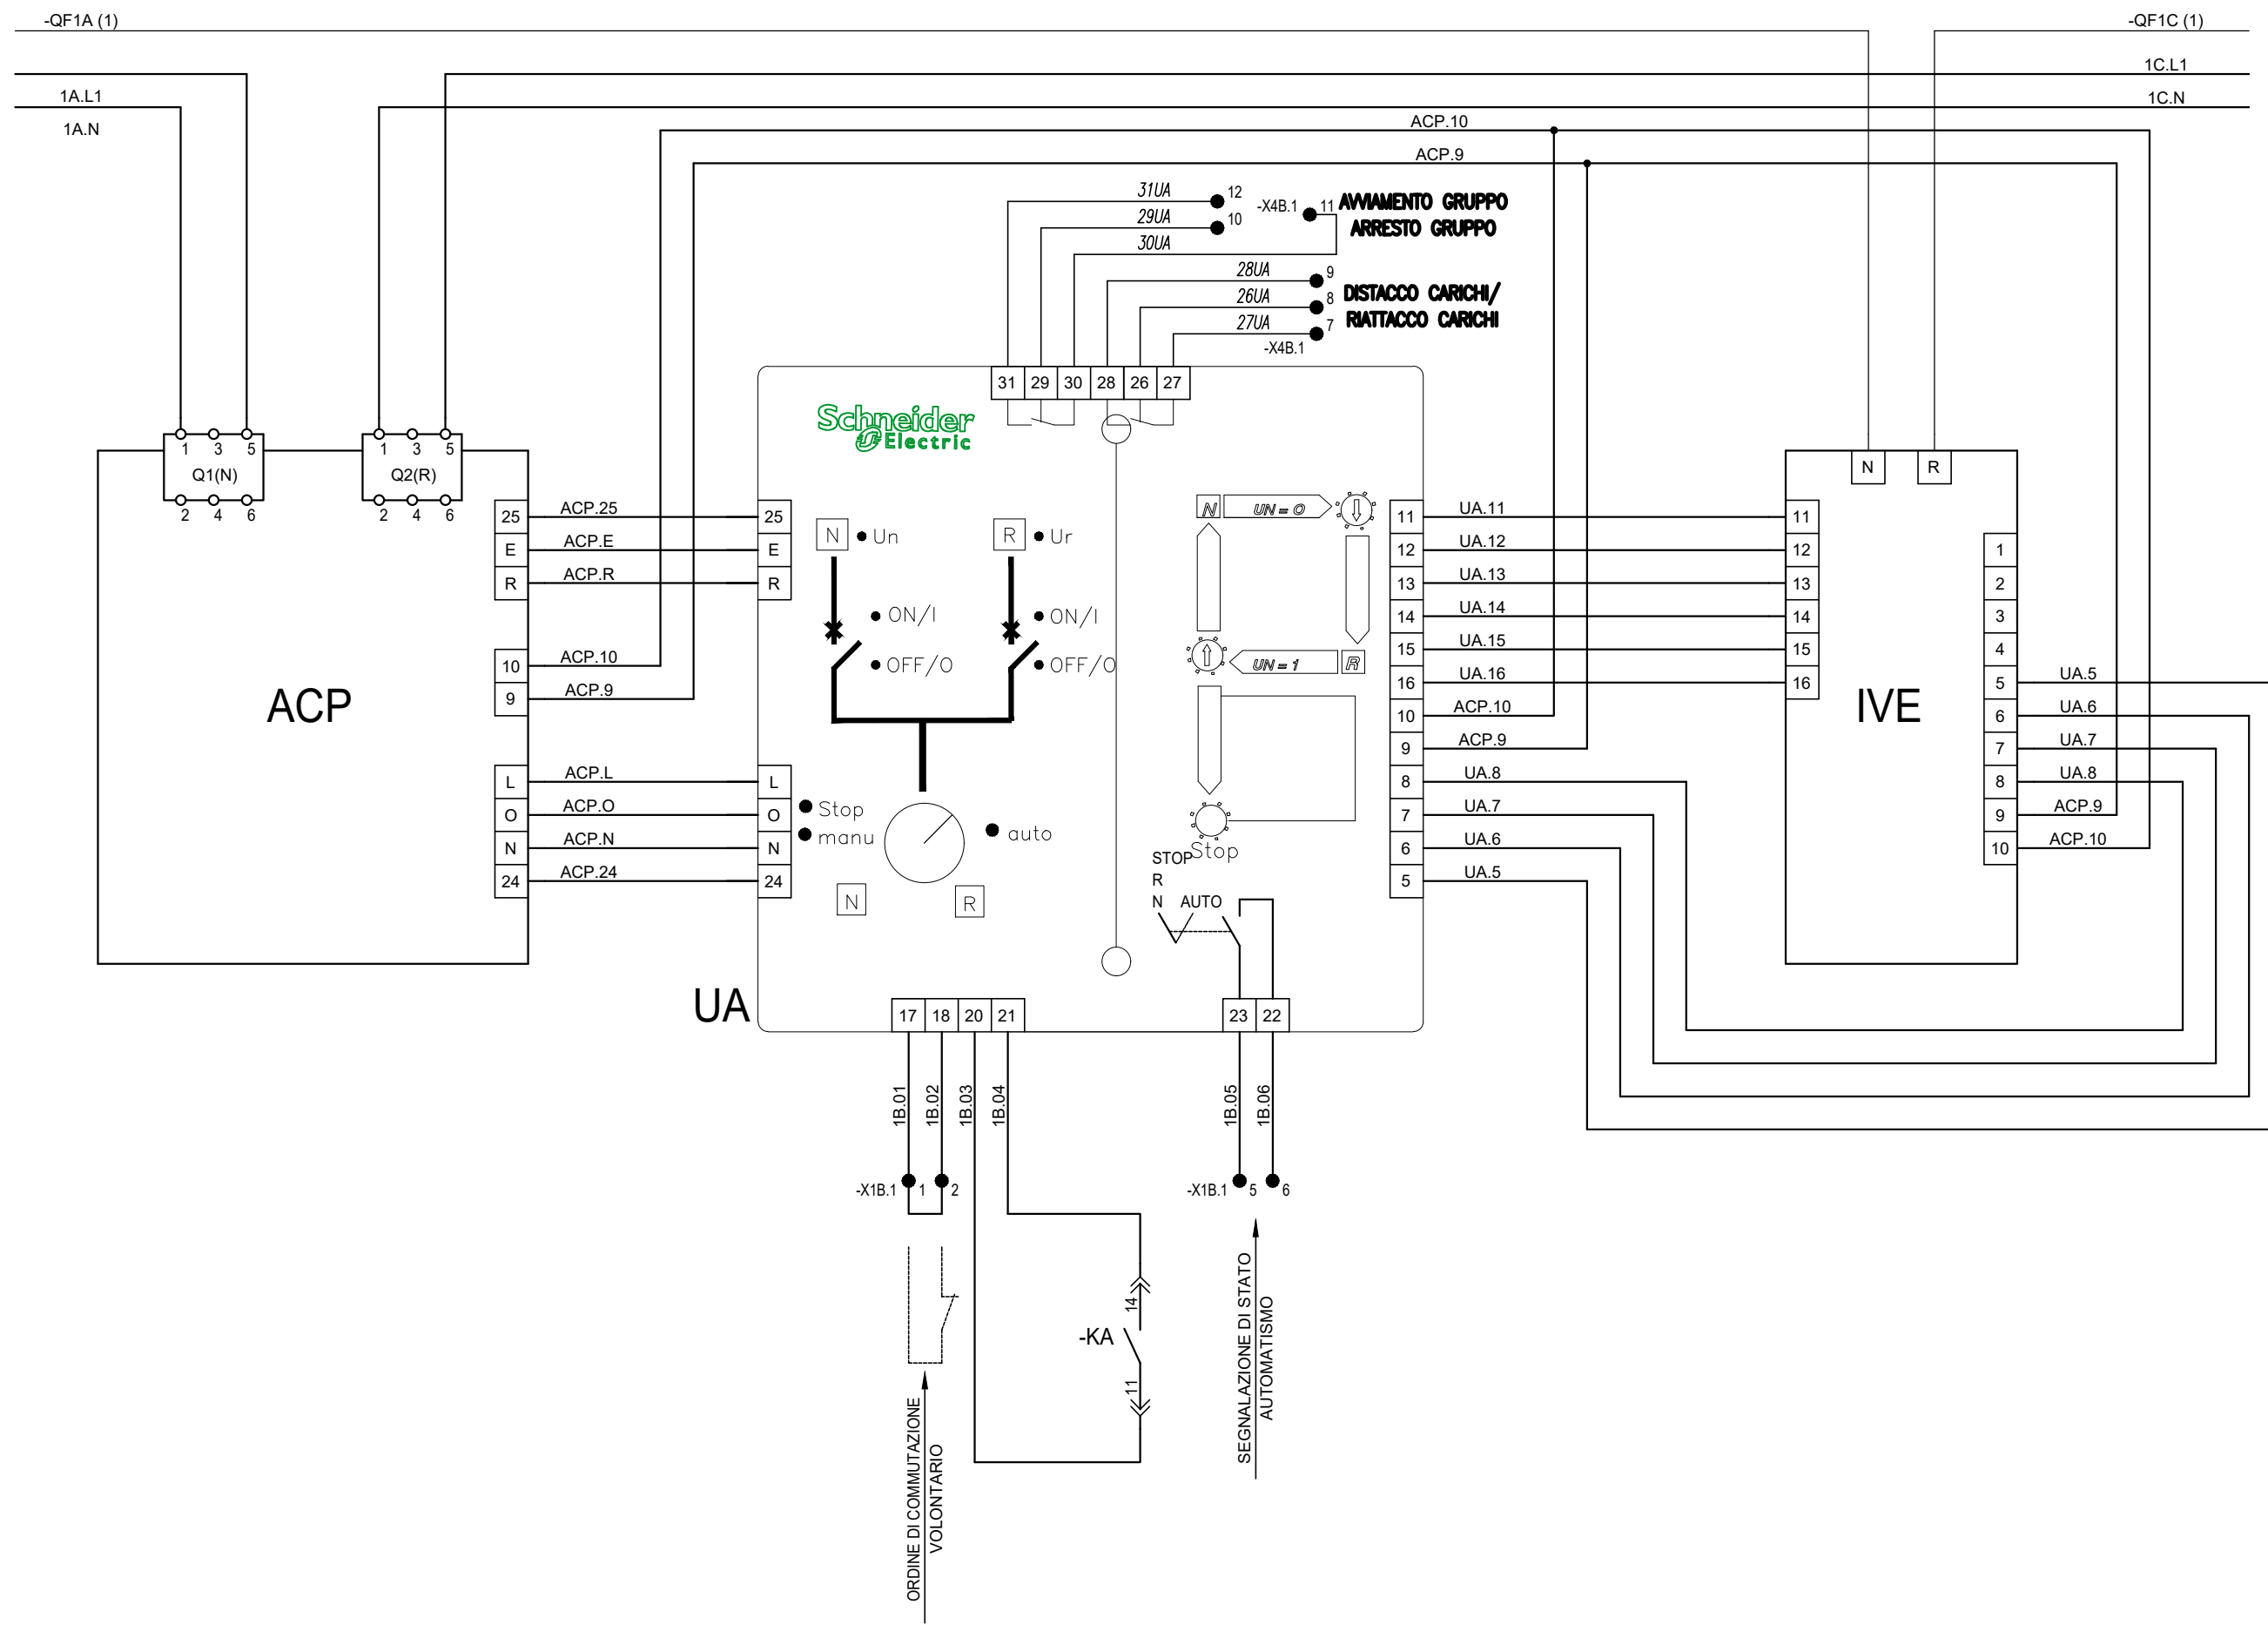 -QF1A (1)
-QF1C (1)
1C.L1
1A.L1
1C.N
1A.N
ACP.10
ACP.9
31UA
12
29UA
10
-X4B.1
11
AVVIAMENTO GRUPPO
ARRESTO GRUPPO
30UA
28UA
9
26UA
8
DISTACCO CARICHI/
RIATTACCO CARICHI
27UA
7
-X4B.1
31 29 30 28 26 27
Schneider
Electric
1 3 5
Q1(N)
2 4 6
1 3 5
Q2(R)
2 4 6
ACP
25 ACP.25 25
E ACP.E E
R ACP.R R
10 ACP.10
9 ACP.9
L ACP.L L
O ACP.O O
N ACP.N N
24 ACP.24 24
N Un
R Ur
ON/I
ON/I
OFF/O
OFF/O
Stop
manu
auto
N
R
N UN = 0
UN = 1 R
Stop
STOP
R
N AUTO
UA
11 UA.11 11
12 UA.12 12
13 UA.13 13
14 UA.14 14
15 UA.15 15
16 UA.16 16
10 ACP.10
9 ACP.9
8 UA.8
7 UA.7
6 UA.6
5 UA.5
N R
IVE
1
2
3
4
5 UA.5
6 UA.6
7 UA.7
8 UA.8
9 ACP.9
10 ACP.10
17 18 20 21
23 22
1B.01
1B.02
1B.03
1B.04
1B.05
1B.06
-X1B.1 1 2
-X1B.1 5 6
14
-KA
11
ORDINE DI COMMUTAZIONE
VOLONTARIO
SEGNALAZIONE DI STATO
AUTOMATISMO